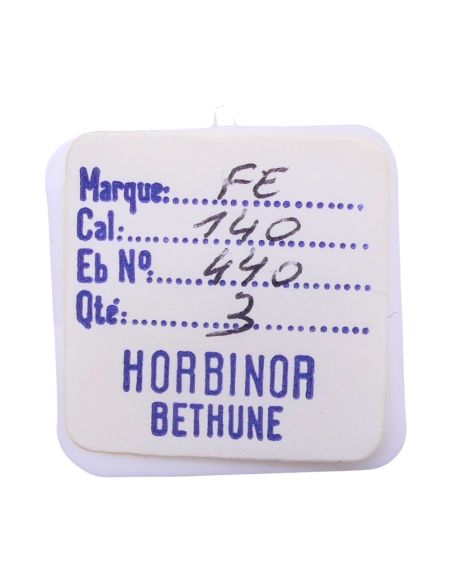 Marque: FE
Cal: 140
Eb Nº 440
Qté: 3
HORBINOR
BETHUNE